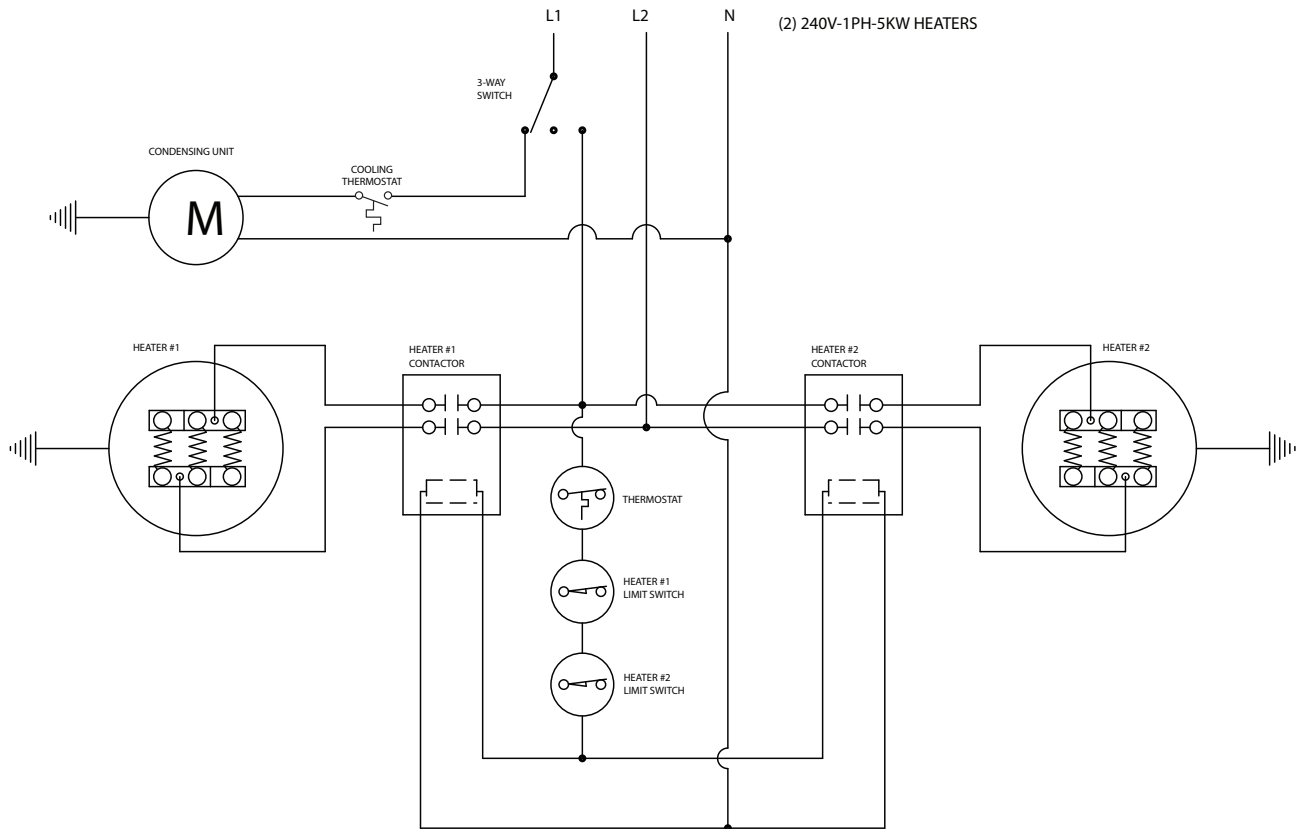 L1
L2
N
(2) 240V-1PH-5KW HEATERS
3-WAY
SWITCH
CONDENSING UNIT
COOLING
THERMOSTAT
M
HEATER #1
HEATER #1
CONTACTOR
HEATER #2
CONTACTOR
HEATER #2
THERMOSTAT
HEATER #1
LIMIT SWITCH
HEATER #2
LIMIT SWITCH